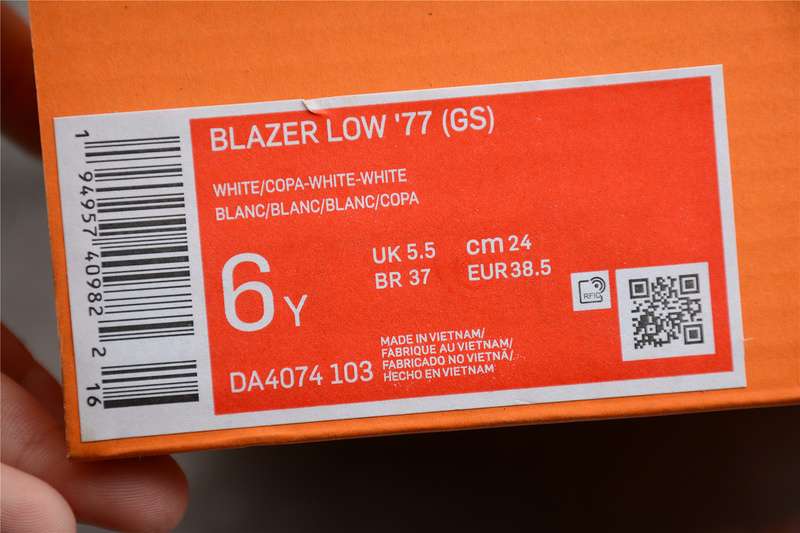 BLAZER LOW '77 (GS)
WHITE/COPA-WHITE-WHITE
BLANC/BLANC/BLANC/COPA
6Y
UK 5.5
cm 24
BR 37
EUR 38.5
RFID
MADE IN VIETNAM/
FABRIQUE AU VIETNAM/
FABRICADO NO VIETNÃ/
HECHO EN VIETNAM
DA4074 103
1 94957 40982 2 16